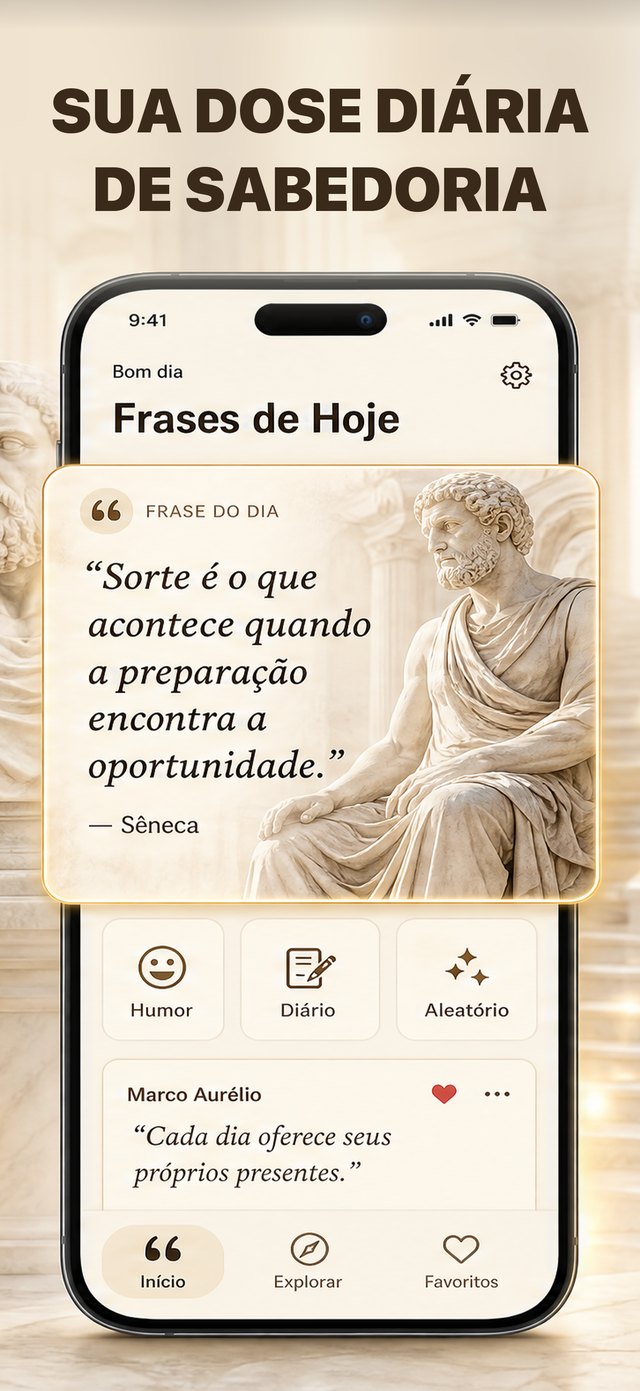 SUA DOSE DIÁRIA
DE SABEDORIA
9:41
Bom dia
Frases de Hoje
FRASE DO DIA
“Sorte é o que
acontece quando
a preparação
encontra a
oportunidade.”
— Sêneca
Humor
Diário
Aleatório
Marco Aurélio
“Cada dia oferece seus
próprios presentes.”
Início
Explorar
Favoritos